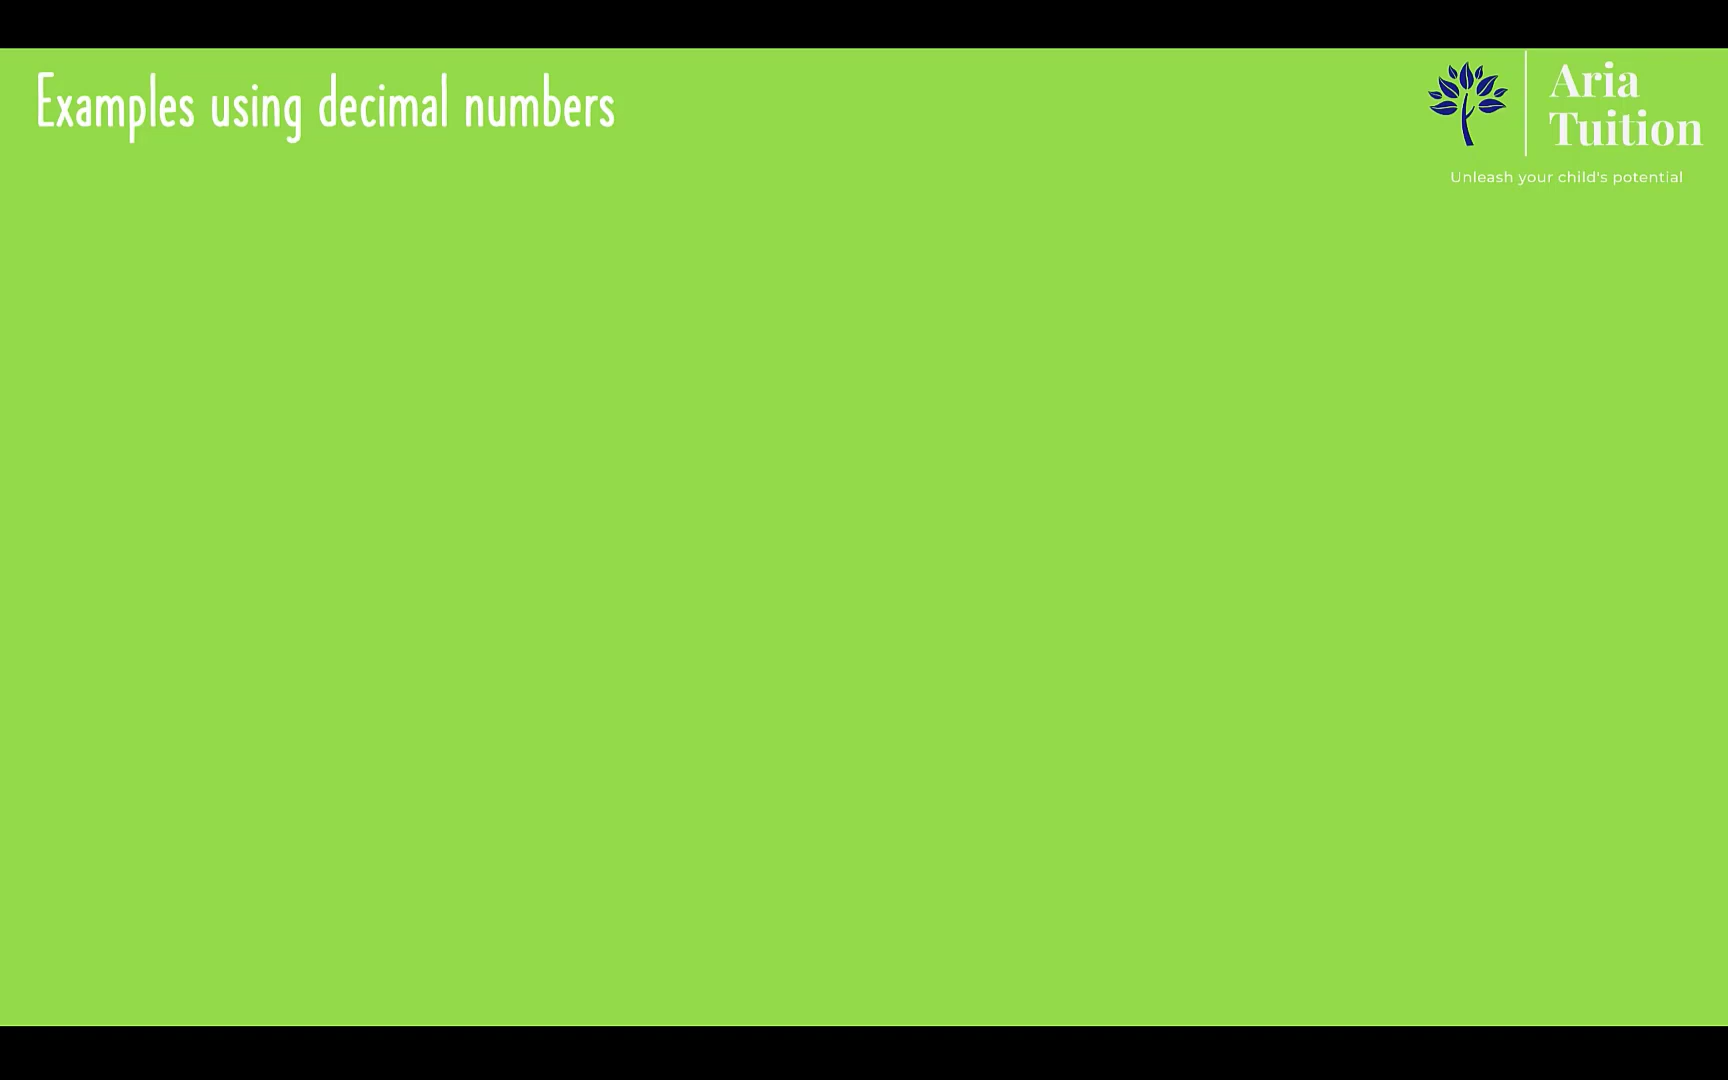 Examples using decimal numbers
Aria
Tuition
Unleash your child's potential